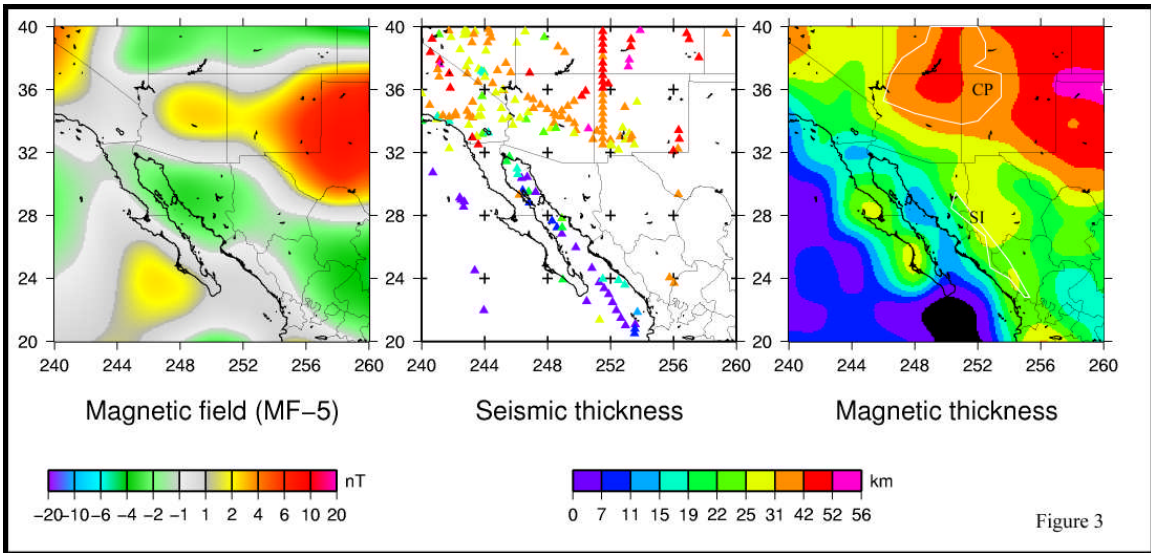 40
36
32
28
24
20
240 244 248 252 256 260
Magnetic field (MF-5)
-20 -10 -6 -4 -2 -1 1 2 4 6 10 20
nT
40
36
32
28
24
20
240 244 248 252 256 260
Seismic thickness
40
36
32
28
24
20
CP
SI
240 244 248 252 256 260
Magnetic thickness
0 7 11 15 19 22 25 31 42 52 56
km
Figure 3